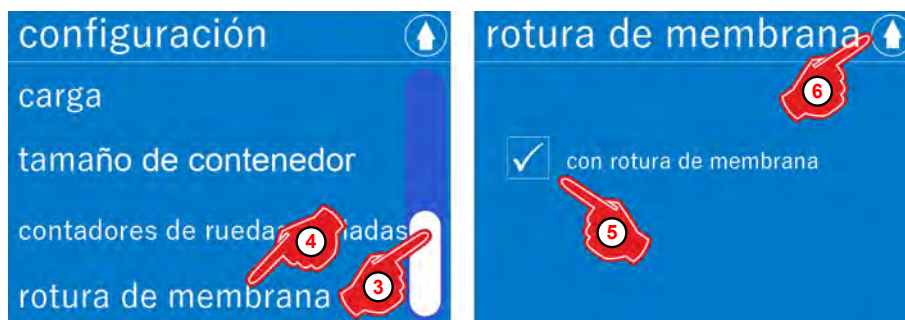 configuración
carga
tamaño de contenedor
contadores de ruedas
rotura de membrana
3
4
rotura de membrana
con rotura de membrana
5
6